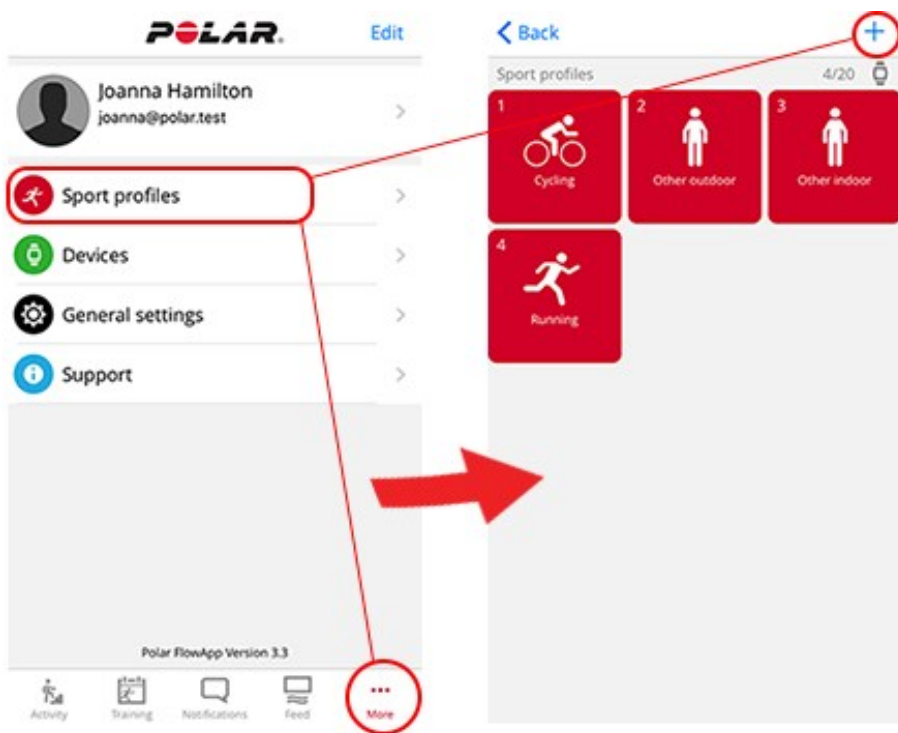 POLAR.
Edit
Joanna Hamilton
joanna@polar.test
Sport profiles
Devices
General settings
Support
Polar FlowApp Version 3.3
Activity
Training
Notifications
Feed
More
Back
Sport profiles
4/20
1
Cycling
2
Other outdoor
3
Other indoor
4
Running